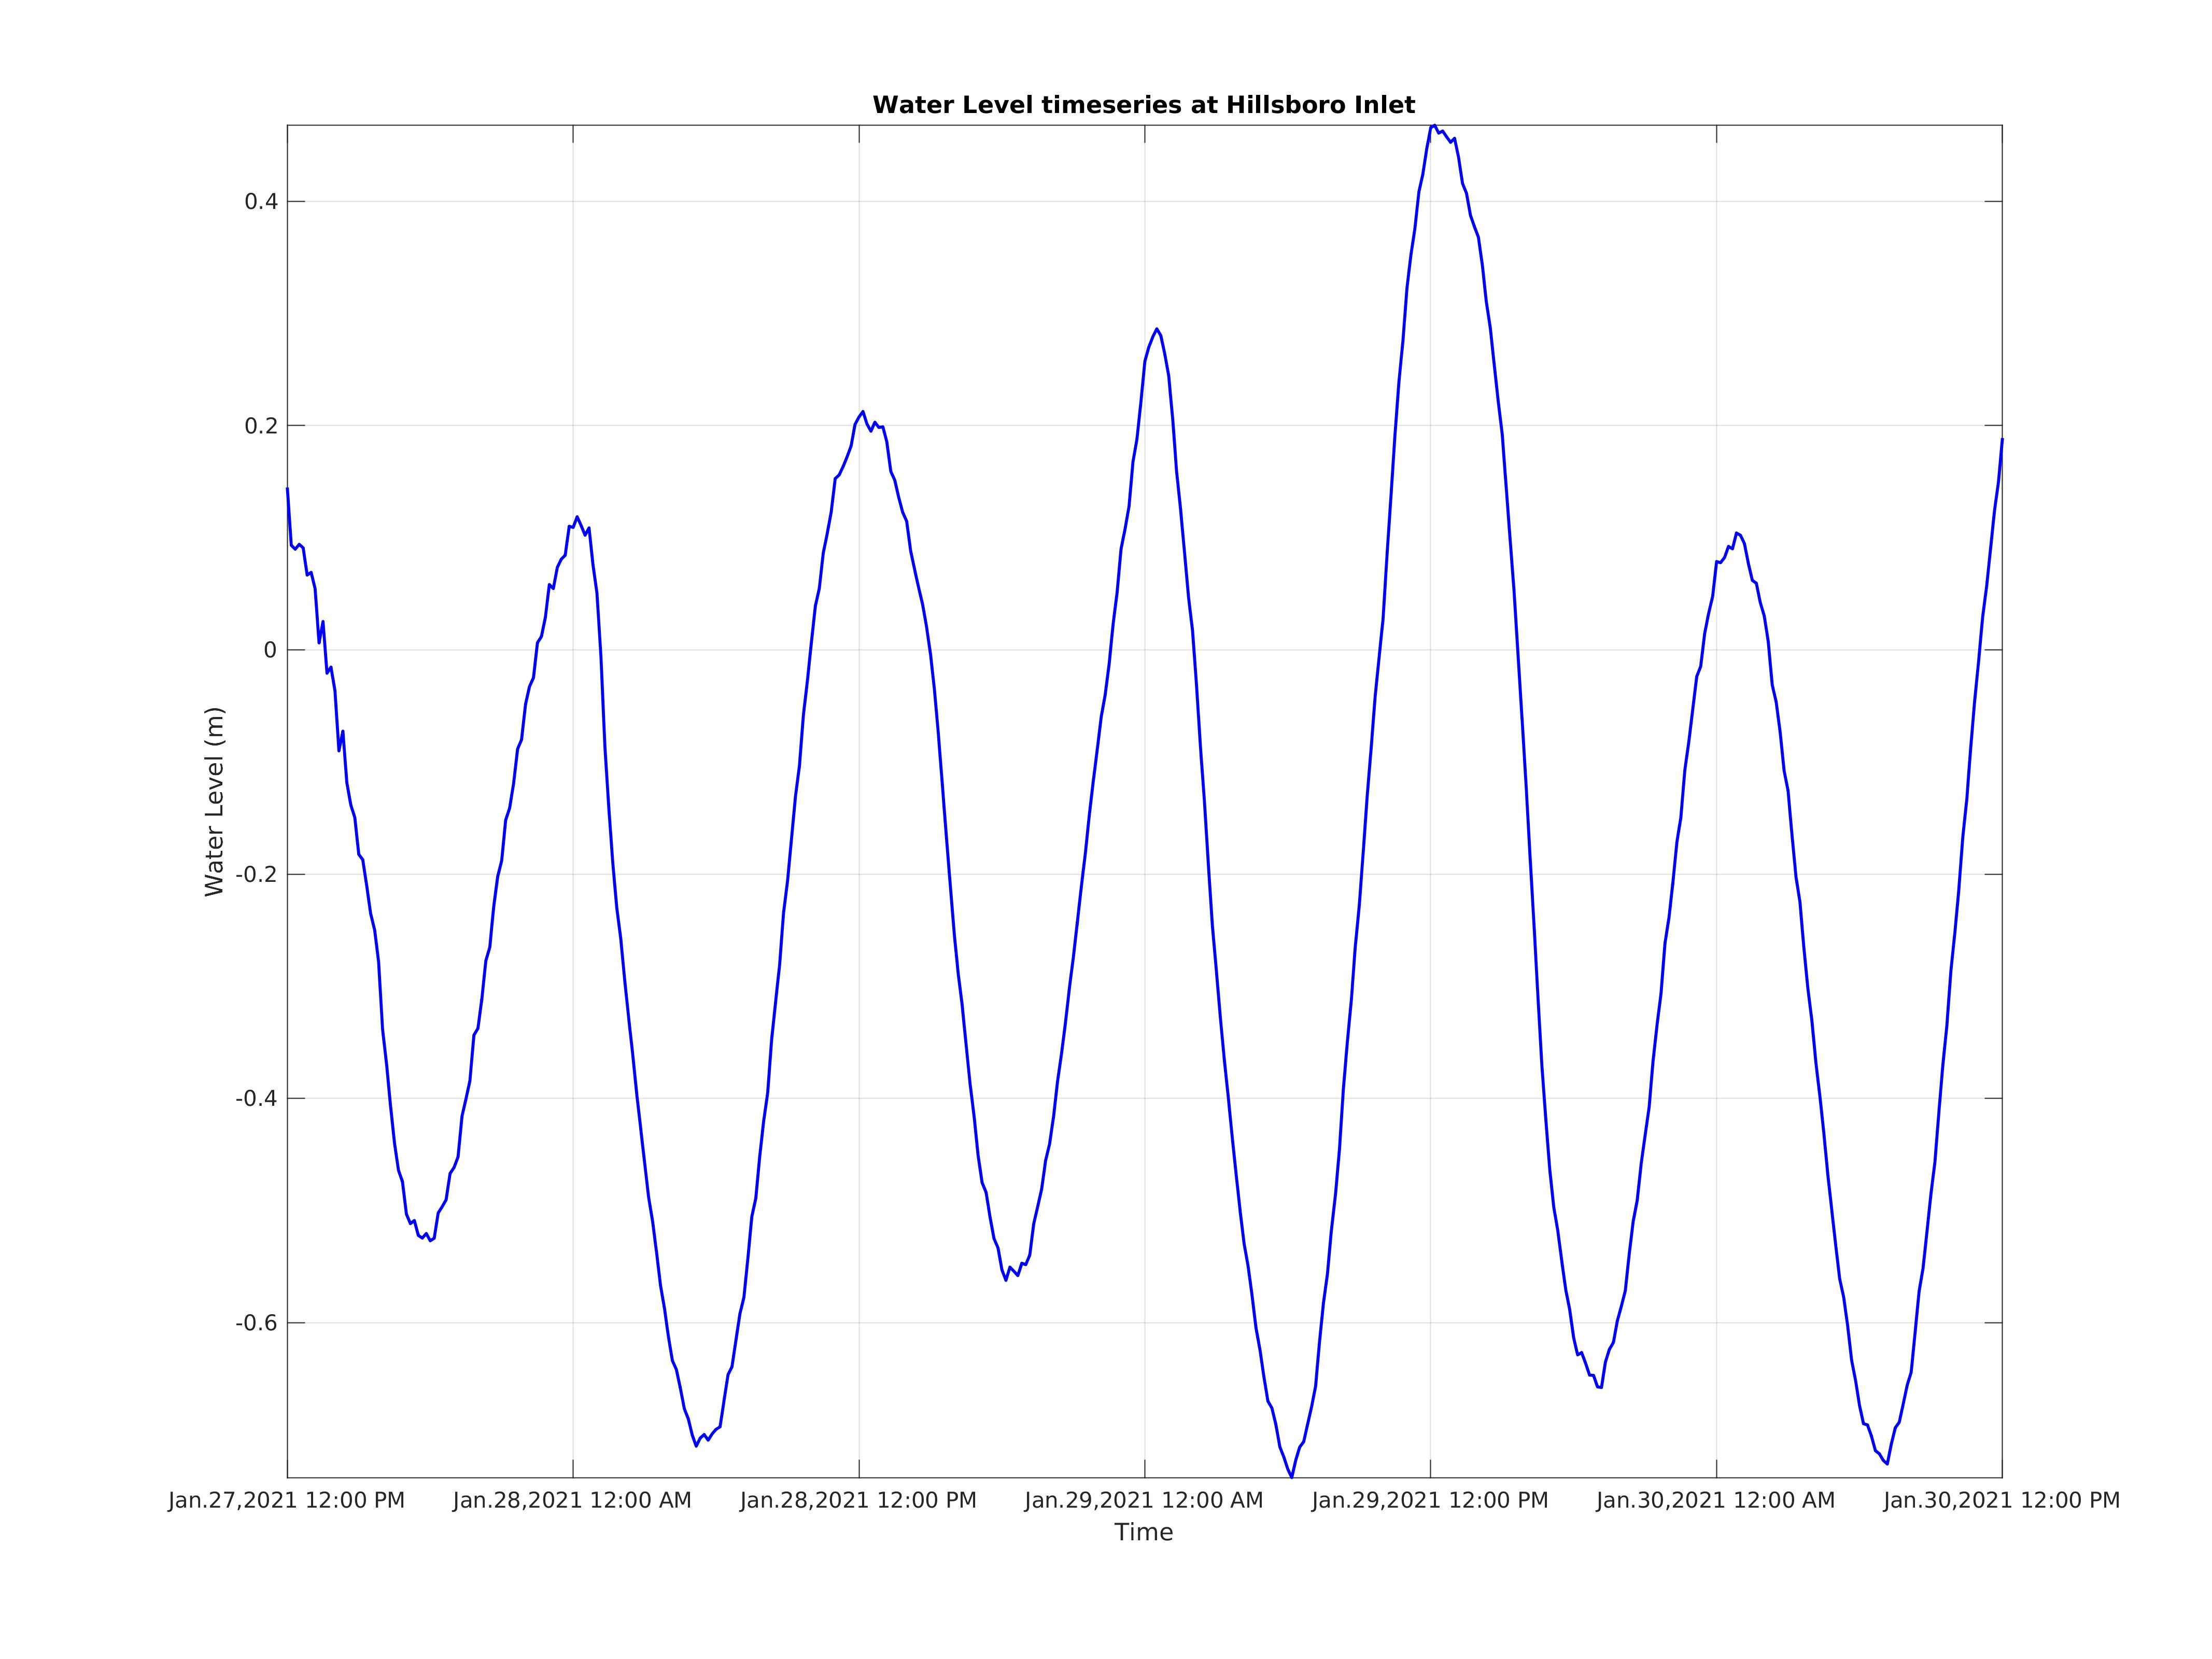 Water Level timeseries at Hillsboro Inlet
0.4
0.2
0
-0.2
-0.4
-0.6
Water Level (m)
Jan.27,2021 12:00 PM
Jan.28,2021 12:00 AM
Jan.28,2021 12:00 PM
Jan.29,2021 12:00 AM
Jan.29,2021 12:00 PM
Jan.30,2021 12:00 AM
Jan.30,2021 12:00 PM
Time